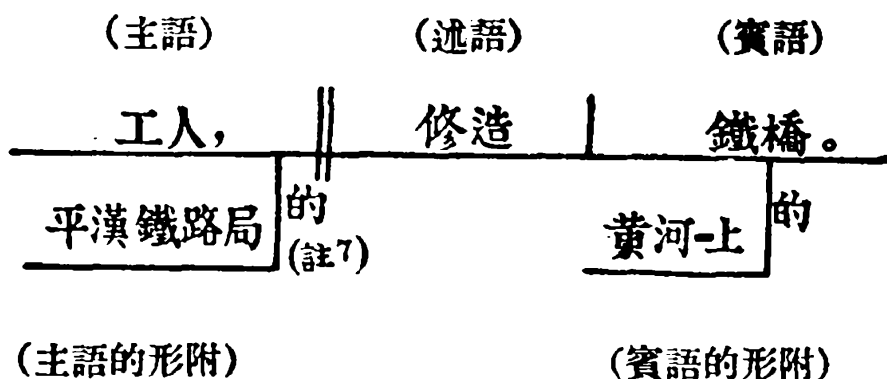 (主語) (述語) (賓語)
工人, 修造 鐵橋。
平漢鐵路局 的 黄河-上 的
(註7)
(主語的形附) (賓語的形附)